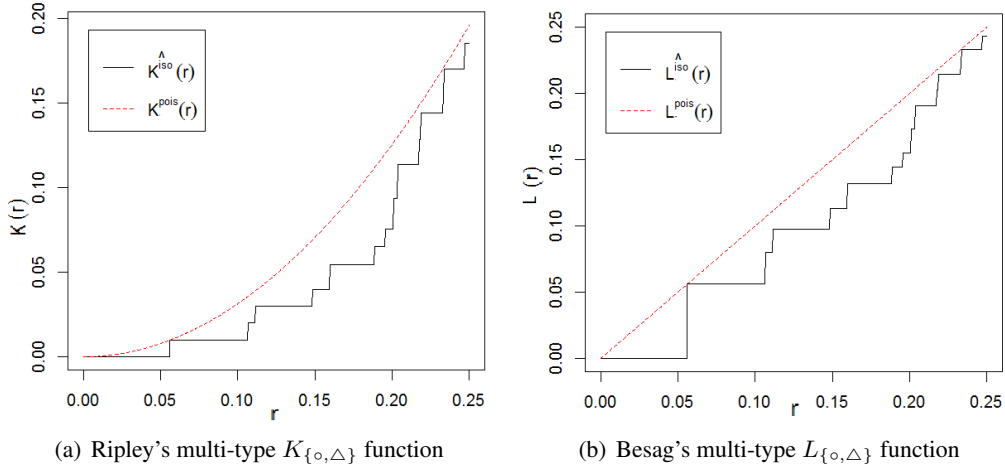 K̂iso(r)
K.pois(r)
0.00 0.05 0.10 0.15 0.20
K (r)
0.00 0.05 0.10 0.15 0.20 0.25
r
(a) Ripley's multi-type K{∘,△} function
L̂iso(r)
L.pois(r)
0.00 0.05 0.10 0.15 0.20 0.25
L (r)
0.00 0.05 0.10 0.15 0.20 0.25
r
(b) Besag's multi-type L{∘,△} function